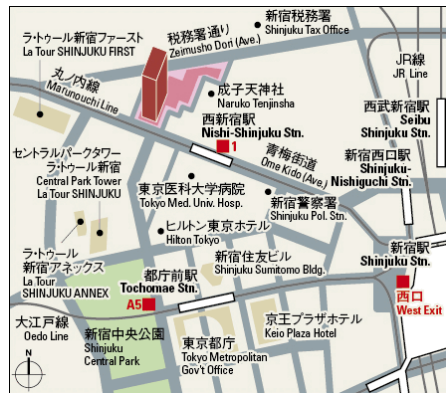 新宿税務署
Shinjuku Tax Office
税務署通り
Zeimusho Dori (Ave.)
ラ・トゥール新宿ファースト
La Tour SHINJUKU FIRST
JR線
JR Line
丸ノ内線
Marunouchi Line
成子天神社
Naruko Tenjinsha
西新宿駅
Nishi-Shinjuku Stn.
1
西武新宿駅
Seibu
Shinjuku Stn.
青梅街道
Ome Kido (Ave.)
新宿西口駅
Shinjuku-
Nishiguchi Stn.
セントラルパークタワー
ラ・トゥール新宿
Central Park Tower
La Tour SHINJUKU
東京医科大学病院
Tokyo Med. Univ. Hosp.
新宿警察署
Shinjuku Pol. Stn.
ヒルトン東京ホテル
Hilton Tokyo
ラ・トゥール
新宿アネックス
La Tour
SHINJUKU ANNEX
新宿住友ビル
Shinjuku Sumitomo Bldg.
新宿駅
Shinjuku Stn.
西口
West Exit
都庁前駅
Tochomae Stn.
A5
大江戸線
Oedo Line
新宿中央公園
Shinjuku
Central Park
東京都庁
Tokyo Metropolitan
Gov't Office
京王プラザホテル
Keio Plaza Hotel
N